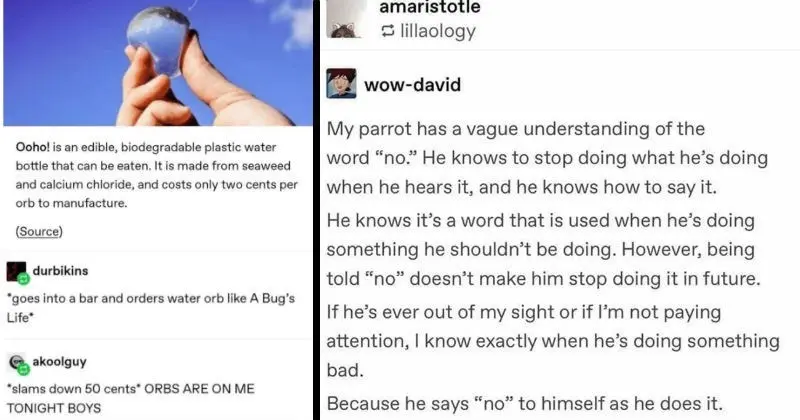 Ooho! is an edible, biodegradable plastic water
bottle that can be eaten. It is made from seaweed
and calcium chloride, and costs only two cents per
orb to manufacture.
(Source)
durbikins
*goes into a bar and orders water orb like A Bug's
Life*
akoolguy
*slams down 50 cents* ORBS ARE ON ME
TONIGHT BOYS
amaristotle
lillaology
wow-david
My parrot has a vague understanding of the
word “no.” He knows to stop doing what he’s doing
when he hears it, and he knows how to say it.
He knows it’s a word that is used when he’s doing
something he shouldn’t be doing. However, being
told “no” doesn’t make him stop doing it in future.
If he’s ever out of my sight or if I’m not paying
attention, I know exactly when he’s doing something
bad.
Because he says “no” to himself as he does it.